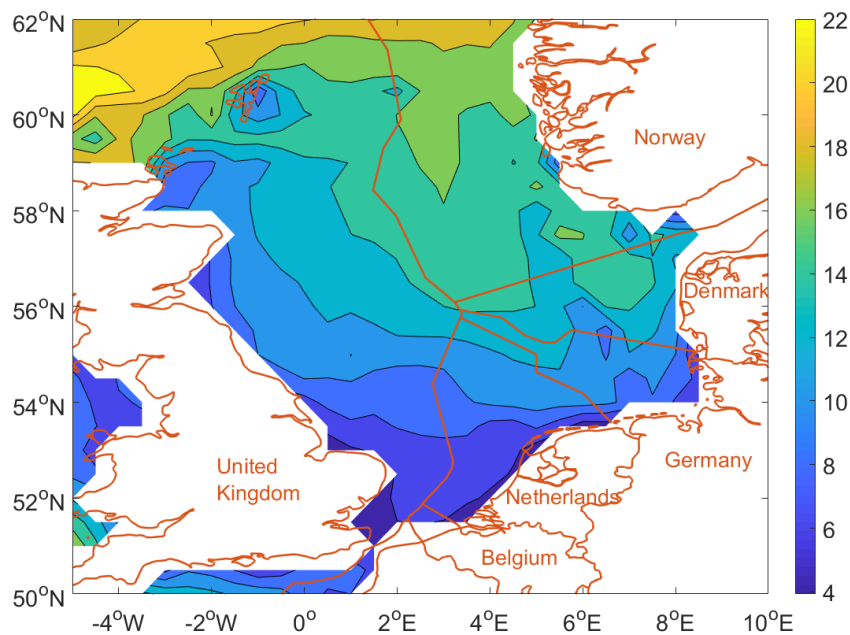 62°N
22
20
60°N
Norway
18
58°N
16
14
56°N
Denmark
12
54°N
10
United
Germany
Kingdom
8
52°N
Netherlands
6
Belgium
50°N
4
4°W
2°W
0°
2°E
4°E
6°E
8°E
10°E